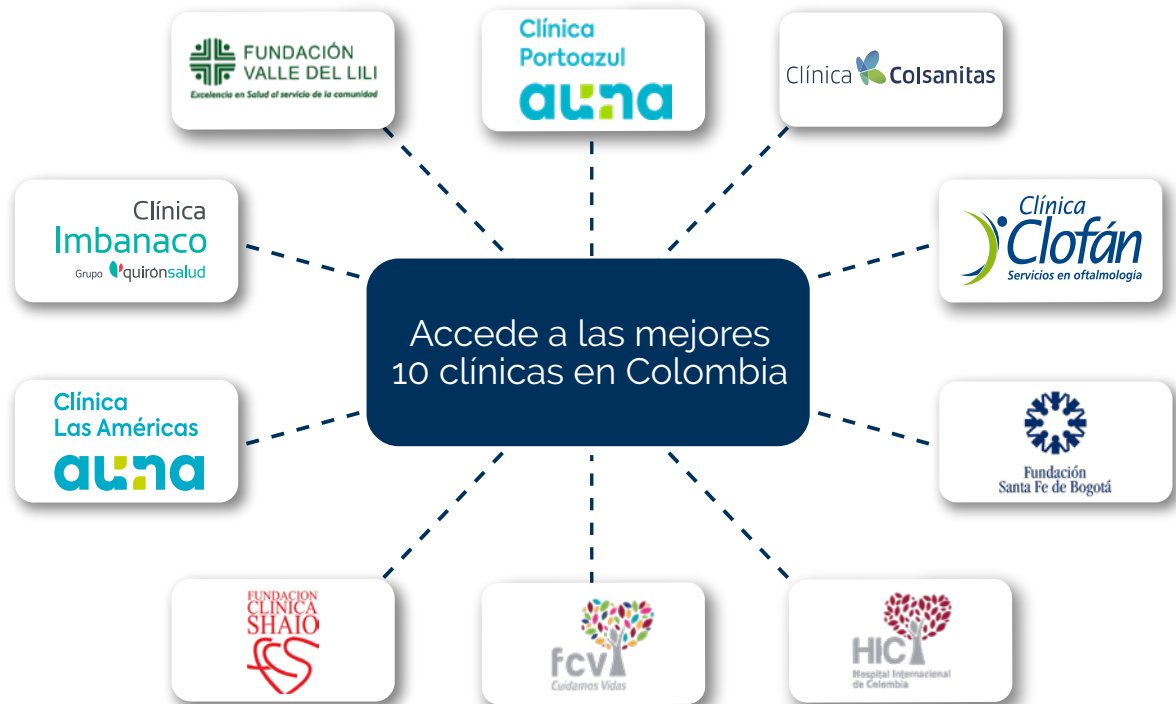 FUNDACIÓN
VALLE DEL LILI
Excelencia en Salud al servicio de la comunidad
Clínica
Portoazul
auna
Clínica Colsanitas
Clínica
Imbanaco
Grupo quirónsalud
Clínica
Clofán
Servicios en oftalmología
Accede a las mejores
10 clínicas en Colombia
Clínica
Las Américas
auna
Fundación
Santa Fe de Bogotá
FUNDACION
CLINICA
SHAIO
FCS
fcv
Cuidamos Vidas
HIC
Hospital Internacional
de Colombia